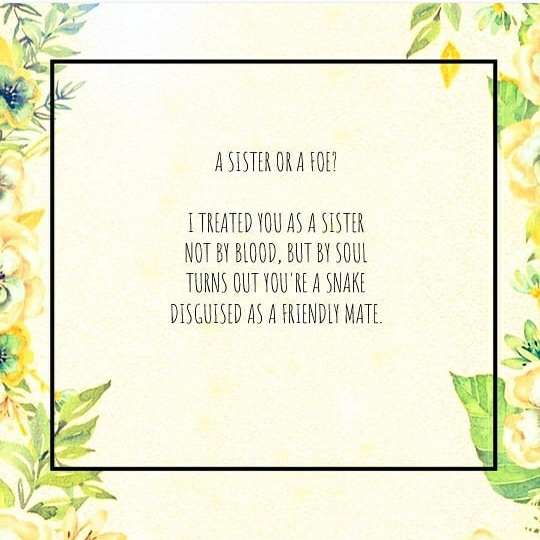 A SISTER OR A FOE?
I TREATED YOU AS A SISTER
NOT BY BLOOD, BUT BY SOUL
TURNS OUT YOU'RE A SNAKE
DISGUISED AS A FRIENDLY MATE.